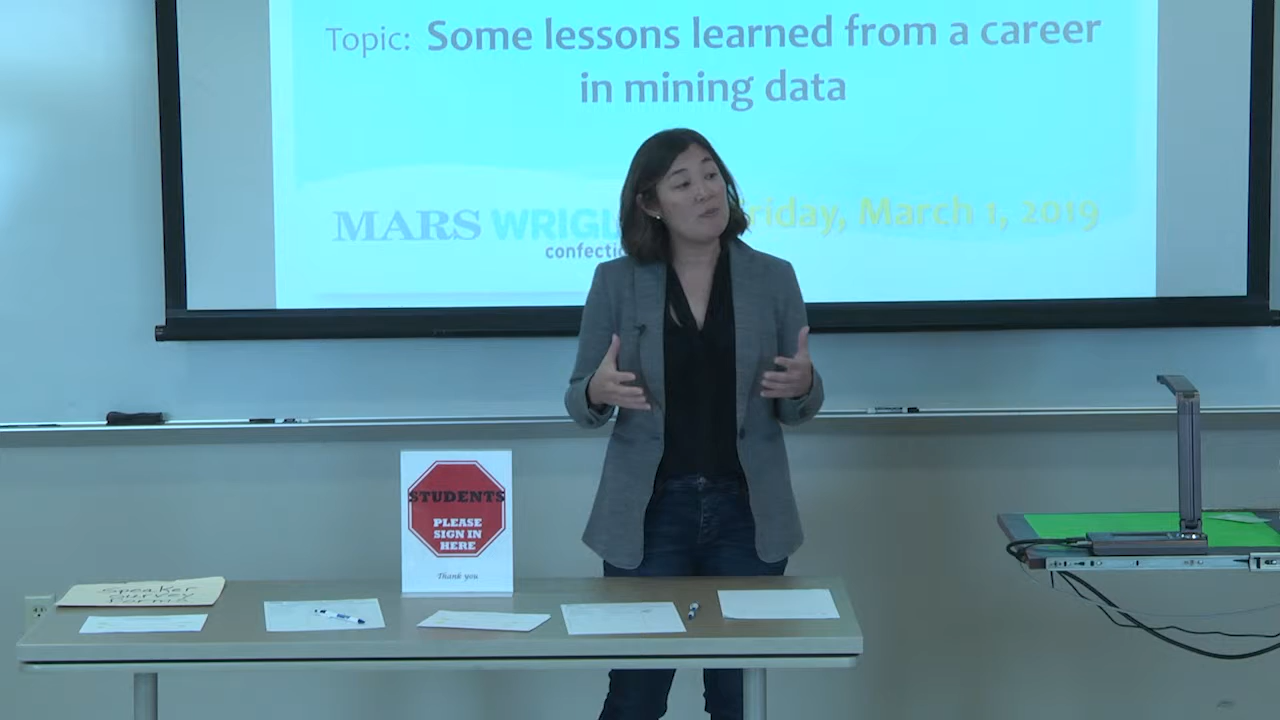 Topic: Some lessons learned from a career
in mining data
MARS
confectio
riday, March 1, 2019
STUDENTS
PLEASE
SIGN IN
HERE
Thank you
Speaker
Survey
Forms